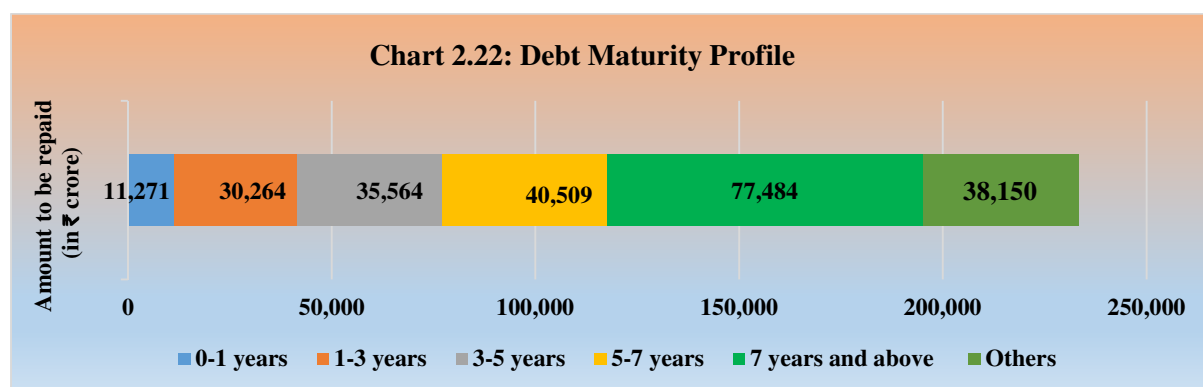 Chart 2.22: Debt Maturity Profile
Amount to be repaid
(in ₹ crore)
11,271 30,264 35,564 40,509 77,484 38,150
0 50,000 100,000 150,000 200,000 250,000
0-1 years 1-3 years 3-5 years 5-7 years 7 years and above Others